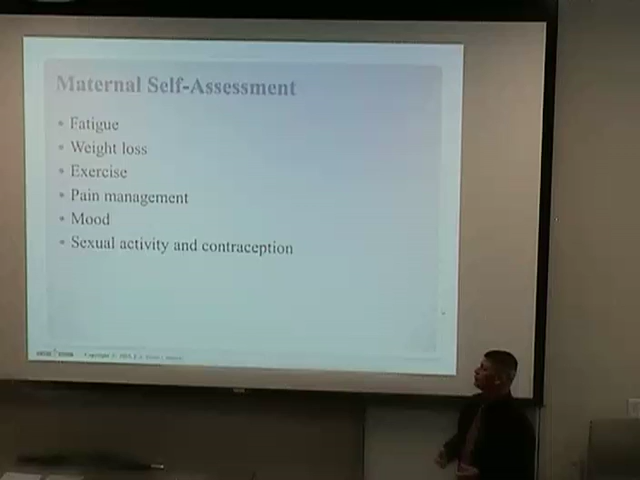 Maternal Self-Assessment
• Fatigue
• Weight loss
• Exercise
• Pain management
• Mood
• Sexual activity and contraception